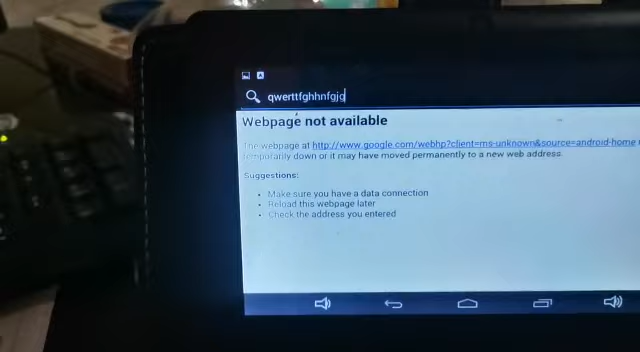 qwerttfghhnfgjg
Webpage not available
The webpage at http://www.google.com/webhp?client=ms-unknown&source=android-home
temporarily down or it may have moved permanently to a new web address.
Suggestions:
Make sure you have a data connection
Reload this webpage later
Check the address you entered